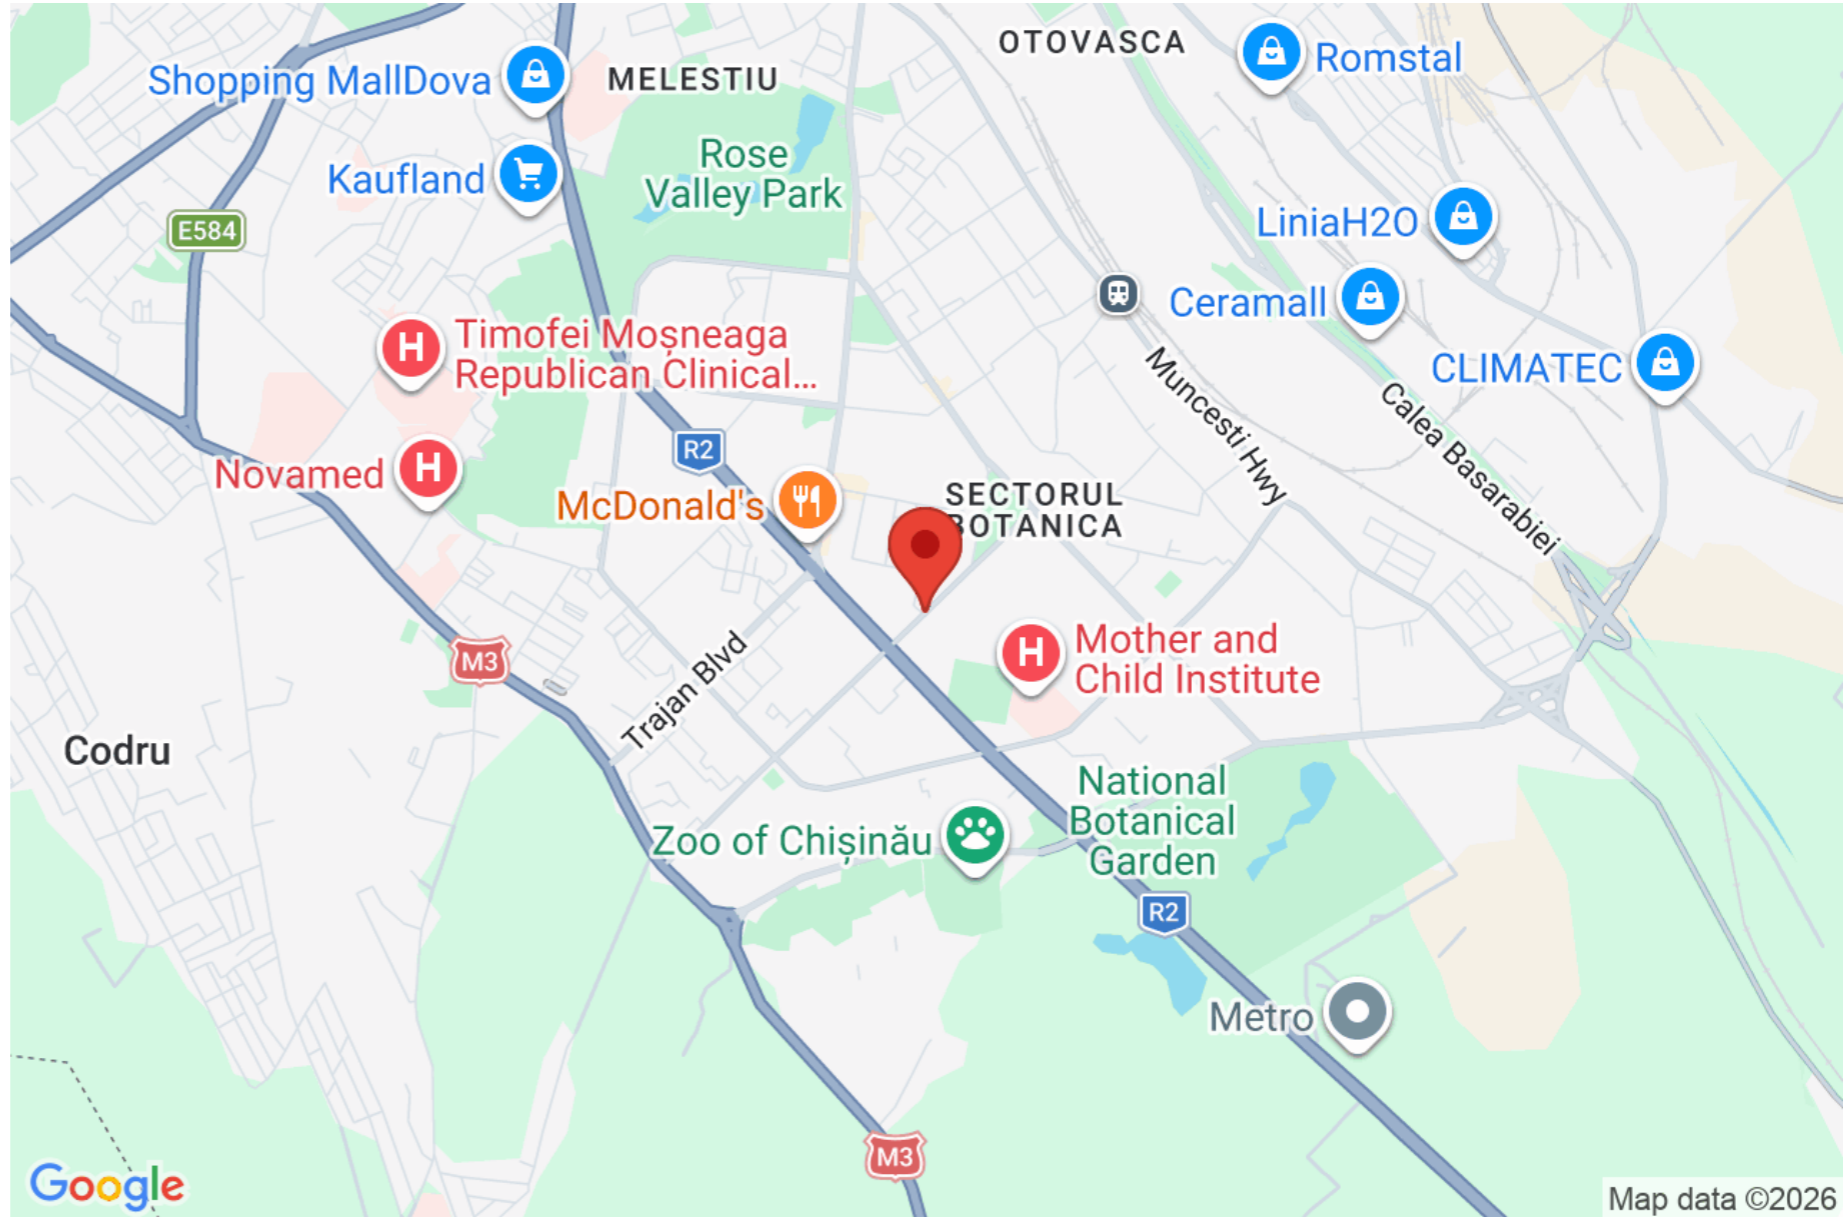 OTOVASCA
Romstal
Shopping MallDova
MELESTIU
Rose
Valley Park
Kaufland
E584
LiniaH2O
Ceramall
Timofei Moșneaga
Republican Clinical...
CLIMATEC
Muncesti Hwy
Calea Basarabiei
R2
Novamed
McDonald's
SECTORUL
BOTANICA
Mother and
Child Institute
M3
Trajan Blvd
Codru
National
Botanical
Garden
Zoo of Chișinău
R2
Metro
M3
Google
Map data ©2026